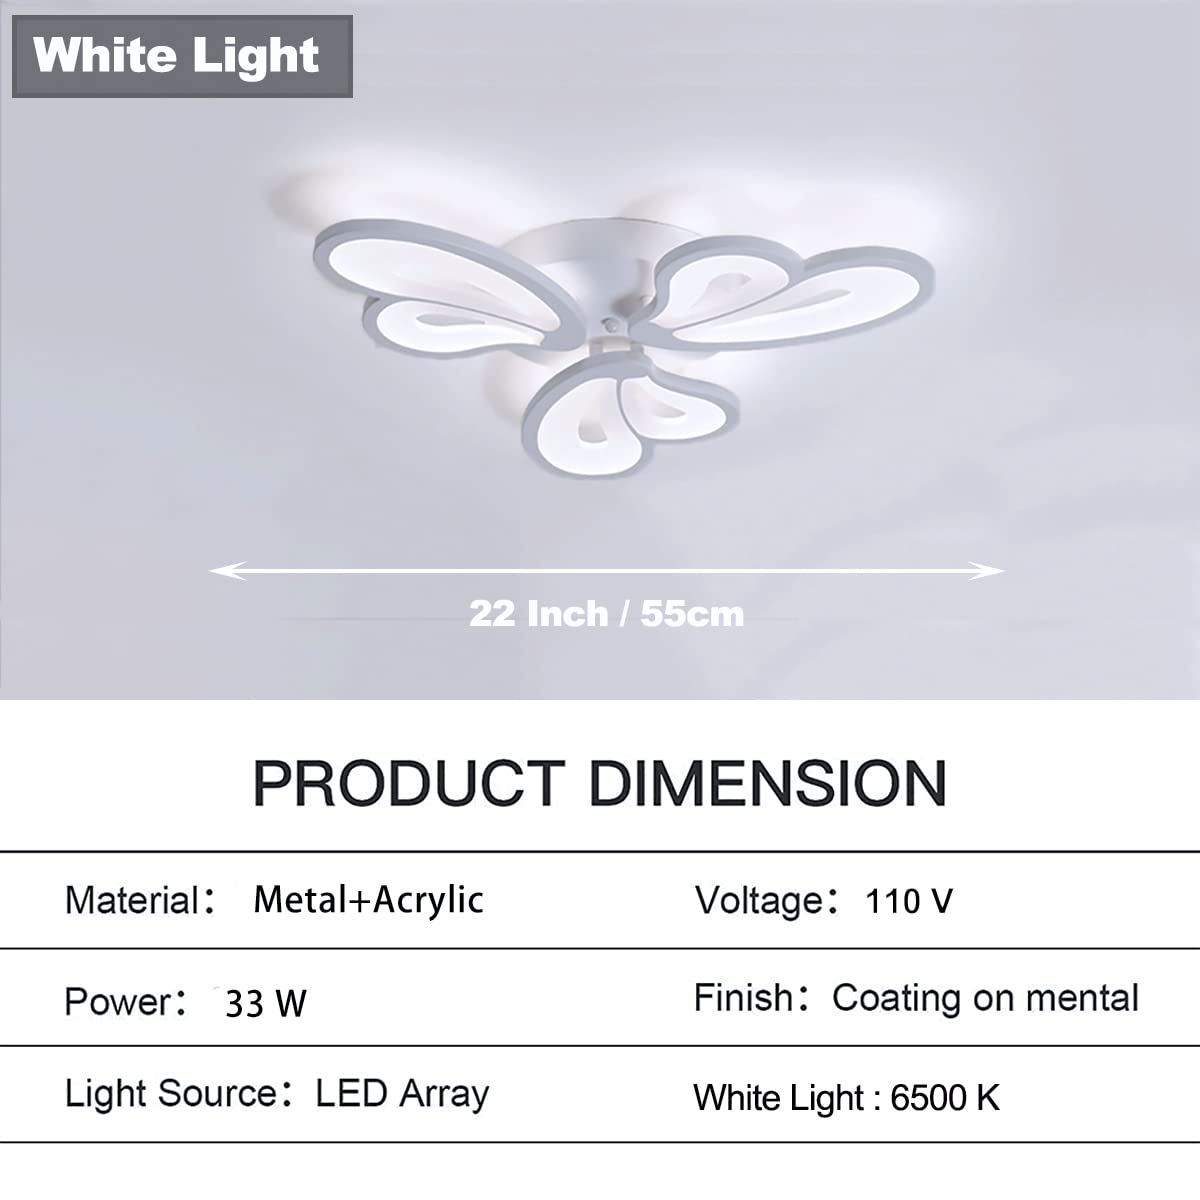 White Light
22 Inch / 55cm
PRODUCT DIMENSION
Material: Metal+Acrylic
Voltage: 110 V
Power: 33 W
Finish: Coating on mental
Light Source: LED Array
White Light : 6500 K